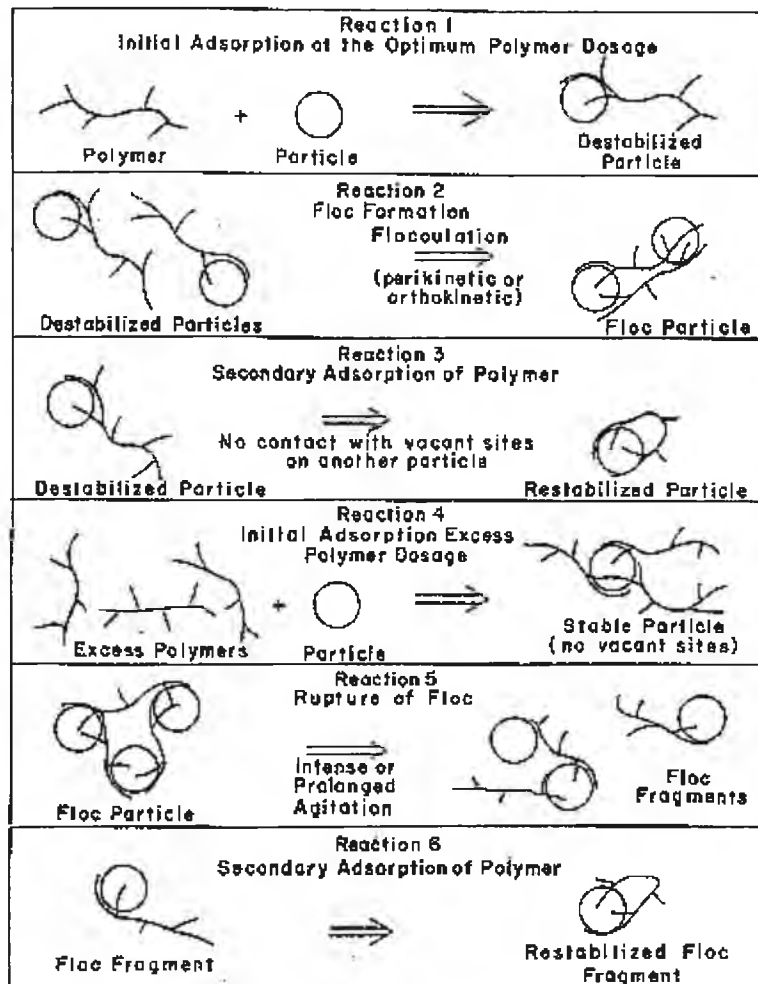 Reaction 1
Initial Adsorption at the Optimum Polymer Dosage
+
Polymer
Particle
Destabilized
Particle
Reaction 2
Floc Formation
Flocculation
(perikinetic or
orthokinetic)
Destabilized Particles
Floc Particle
Reaction 3
Secondary Adsorption of Polymer
No contact with vacant sites
on another particle
Destabilized Particle
Restabilized Particle
Reaction 4
Initial Adsorption Excess
Polymer Dosage
+
Excess Polymers
Particle
Stable Particle
(no vacant sites)
Reaction 5
Rupture of Floc
Intense or
Prolonged
Agitation
Floc Particle
Floc
Fragments
Reaction 6
Secondary Adsorption of Polymer
Floc Fragment
Restabilized Floc
Fragment